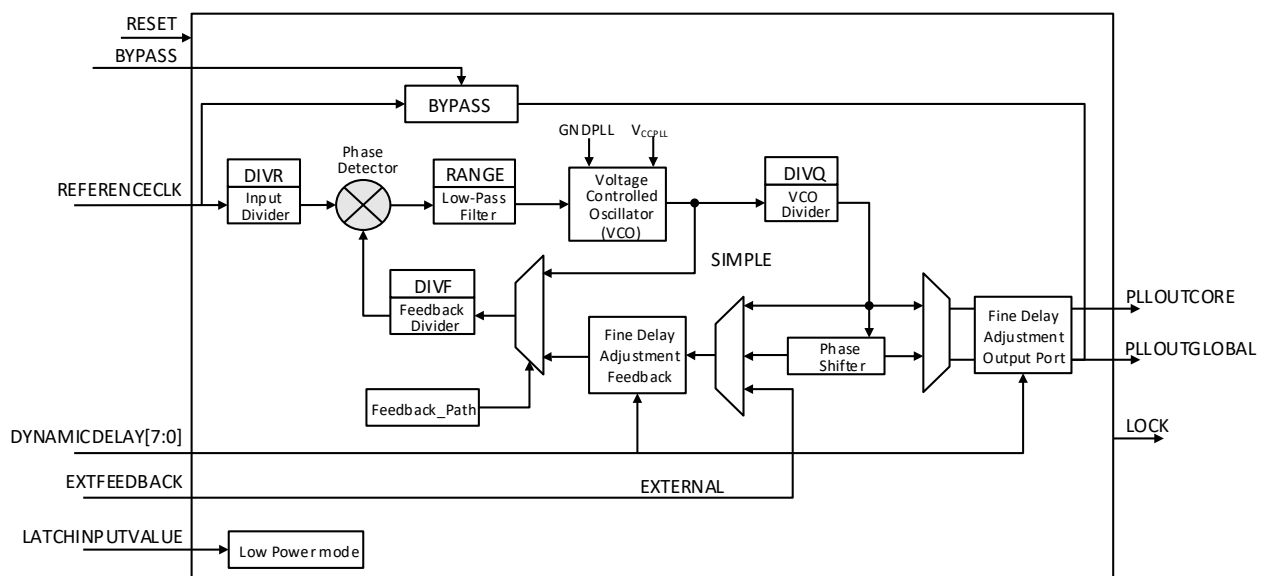 RESET
BYPASS
BYPASS
GNDPLL
VCCPLL
Phase
Detector
REFERENCECLK
DIVR
Input
Divider
RANGE
Low-Pass
Filter
Voltage
Controlled
Oscillator
(VCO)
DIVQ
VCO
Divider
SIMPLE
DIVF
Feedback
Divider
Fine Delay
Adjustment
Feedback
Phase
Shifter
Fine Delay
Adjustment
Output Port
PLLOUTCORE
PLLOUTGLOBAL
Feedback_Path
DYNAMICDELAY[7:0]
LOCK
EXTFEEDBACK
EXTERNAL
LATCHINPUTVALUE
Low Power mode